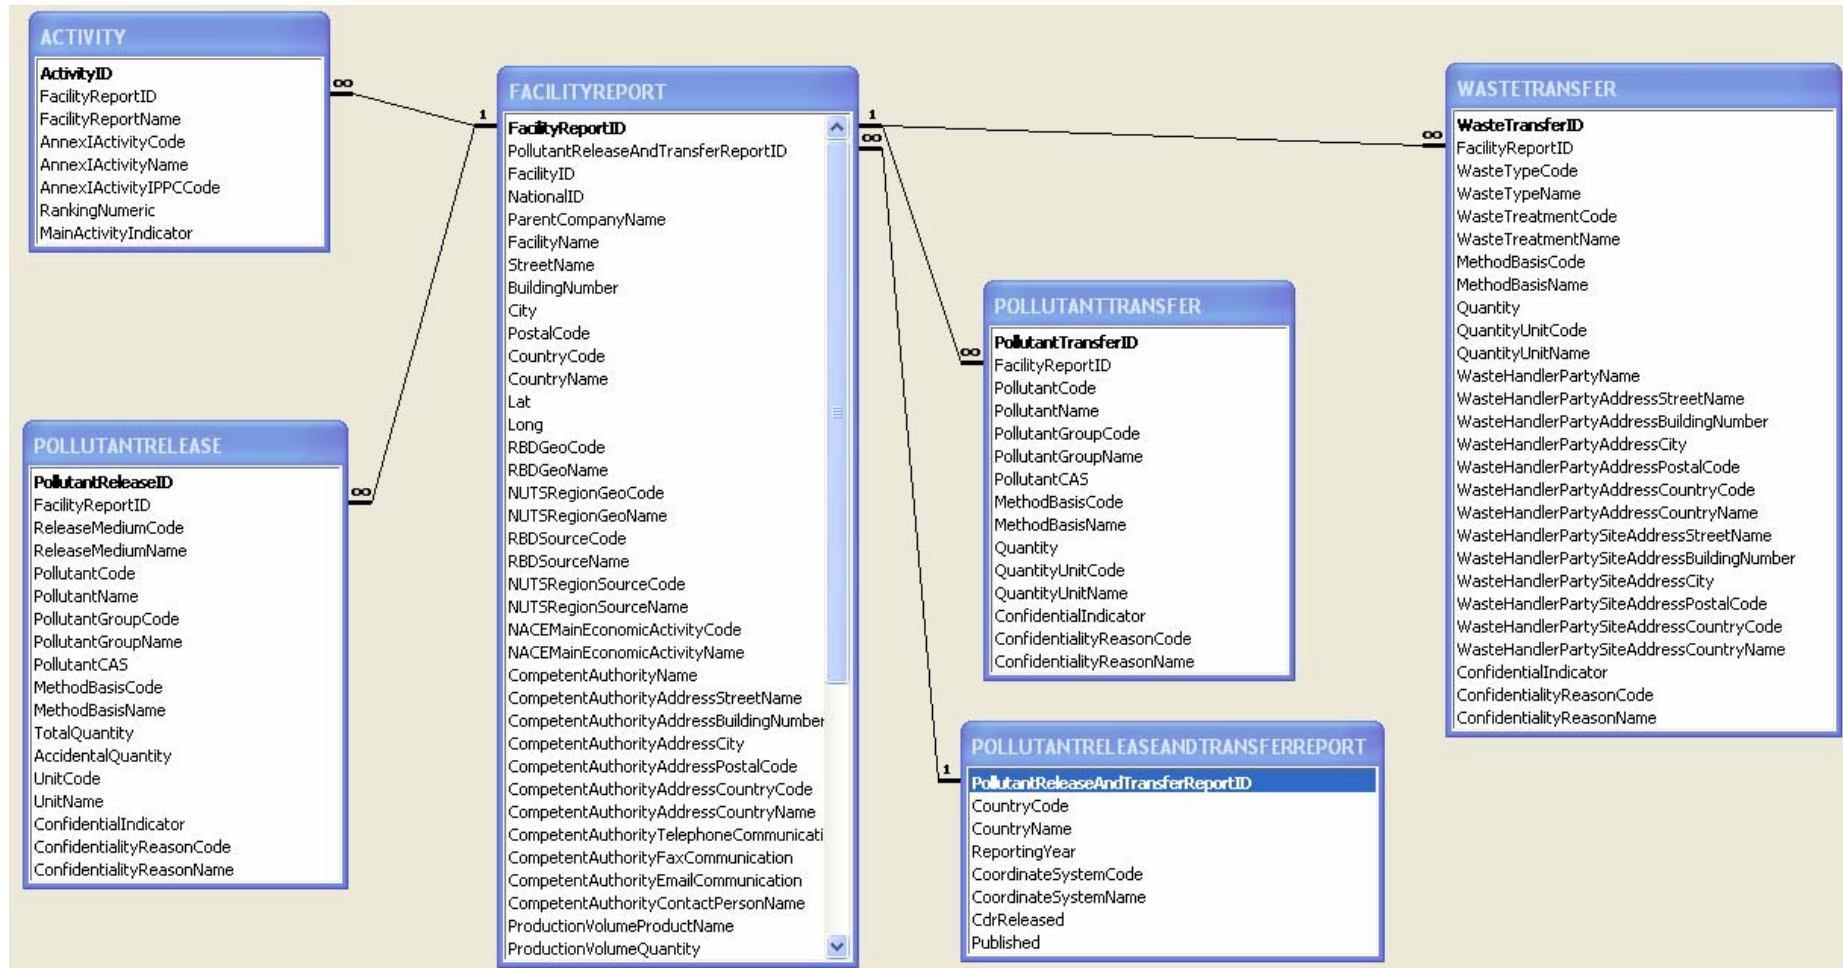 ACTIVITY
ActivityID
FacilityReportID
FacilityReportName
AnnexIActivityCode
AnnexIActivityName
AnnexIActivityIPPCCode
RankingNumeric
MainActivityIndicator
∞
POLLUTANTRELEASE
PollutantReleaseID
FacilityReportID
ReleaseMediumCode
ReleaseMediumName
PollutantCode
PollutantName
PollutantGroupCode
PollutantGroupName
PollutantCAS
MethodBasisCode
MethodBasisName
TotalQuantity
AccidentalQuantity
UnitCode
UnitName
ConfidentialIndicator
ConfidentialityReasonCode
ConfidentialityReasonName
∞
1
FACILITYREPORT
FacilityReportID
PollutantReleaseAndTransferReportID
FacilityID
NationalID
ParentCompanyName
FacilityName
StreetName
BuildingNumber
City
PostalCode
CountryCode
CountryName
Lat
Long
RBDGeoCode
RBDGeoName
NUTSRegionGeoCode
NUTSRegionGeoName
RBDSourceCode
RBDSourceName
NUTSRegionSourceCode
NUTSRegionSourceName
NACEMainEconomicActivityCode
NACEMainEconomicActivityName
CompetentAuthorityName
CompetentAuthorityAddressStreetName
CompetentAuthorityAddressBuildingNumber
CompetentAuthorityAddressCity
CompetentAuthorityAddressPostalCode
CompetentAuthorityAddressCountryCode
CompetentAuthorityAddressCountryName
CompetentAuthorityTelephoneCommunicati
CompetentAuthorityFaxCommunication
CompetentAuthorityEmailCommunication
CompetentAuthorityContactPersonName
ProductionVolumeProductName
ProductionVolumeQuantity
1
∞
∞
POLLUTANTTRANSFER
PollutantTransferID
FacilityReportID
PollutantCode
PollutantName
PollutantGroupCode
PollutantGroupName
PollutantCAS
MethodBasisCode
MethodBasisName
Quantity
QuantityUnitCode
QuantityUnitName
ConfidentialIndicator
ConfidentialityReasonCode
ConfidentialityReasonName
1
POLLUTANTRELEASEANDTRANSFERREPORT
PollutantReleaseAndTransferReportID
CountryCode
CountryName
ReportingYear
CoordinateSystemCode
CoordinateSystemName
CdrReleased
Published
∞
WASTETRANSFER
WasteTransferID
FacilityReportID
WasteTypeCode
WasteTypeName
WasteTreatmentCode
WasteTreatmentName
MethodBasisCode
MethodBasisName
Quantity
QuantityUnitCode
QuantityUnitName
WasteHandlerPartyName
WasteHandlerPartyAddressStreetName
WasteHandlerPartyAddressBuildingNumber
WasteHandlerPartyAddressCity
WasteHandlerPartyAddressPostalCode
WasteHandlerPartyAddressCountryCode
WasteHandlerPartyAddressCountryName
WasteHandlerPartySiteAddressStreetName
WasteHandlerPartySiteAddressBuildingNumber
WasteHandlerPartySiteAddressCity
WasteHandlerPartySiteAddressPostalCode
WasteHandlerPartySiteAddressCountryCode
WasteHandlerPartySiteAddressCountryName
ConfidentialIndicator
ConfidentialityReasonCode
ConfidentialityReasonName